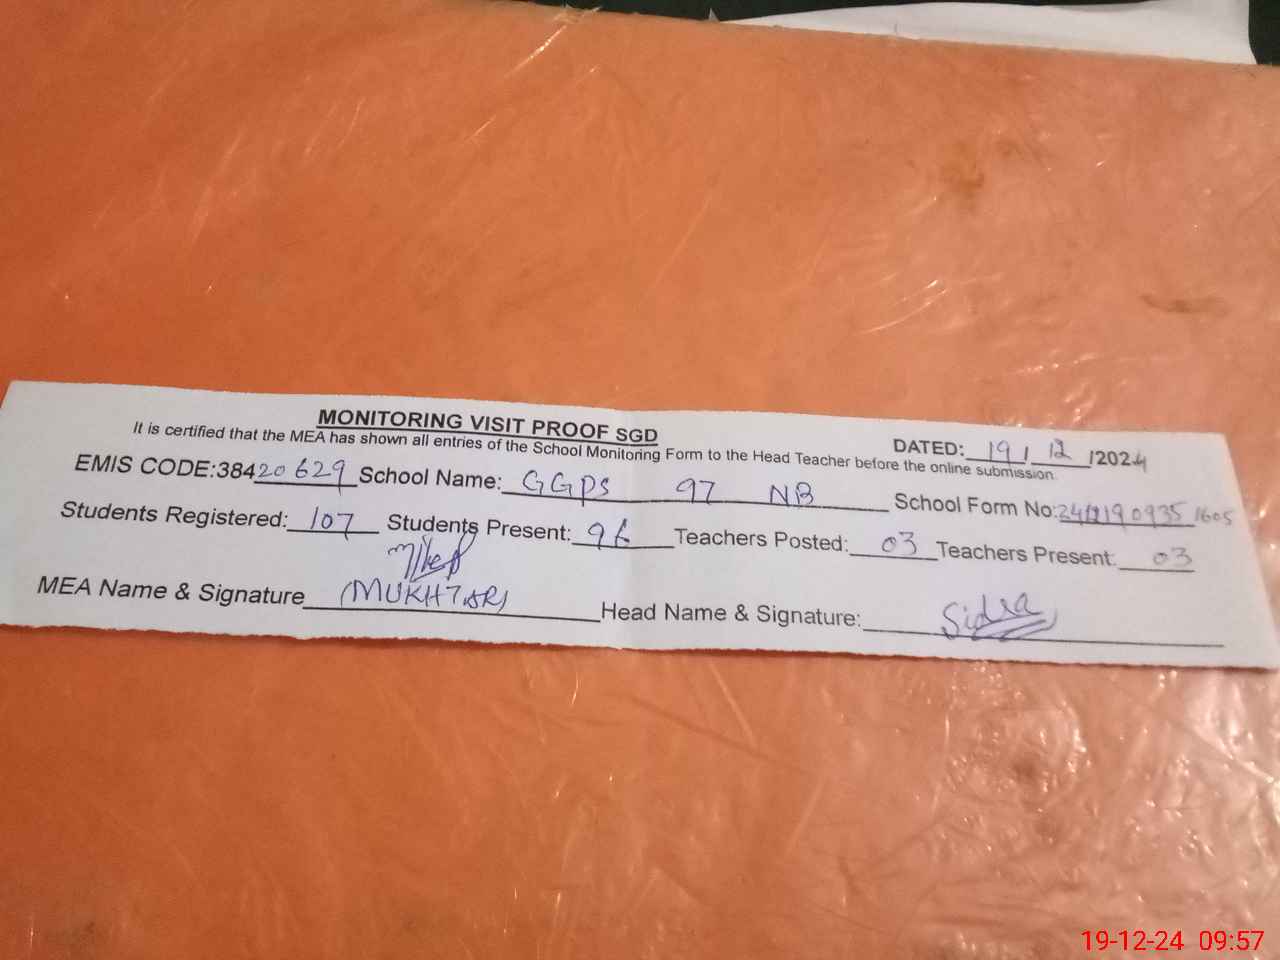 MONITORING VISIT PROOF SGD
It is certified that the MEA has shown all entries of the School Monitoring Form to the Head Teacher before the online submission.
DATED: 19 / 12 /2024
EMIS CODE:38420629 School Name: GGPS 97 NB School Form No:24121909351605
Students Registered: 107 Students Present: 96 Teachers Posted: 03 Teachers Present: 03
MEA Name & Signature (MUKHTAR) Head Name & Signature: Sidra
19-12-24 09:57